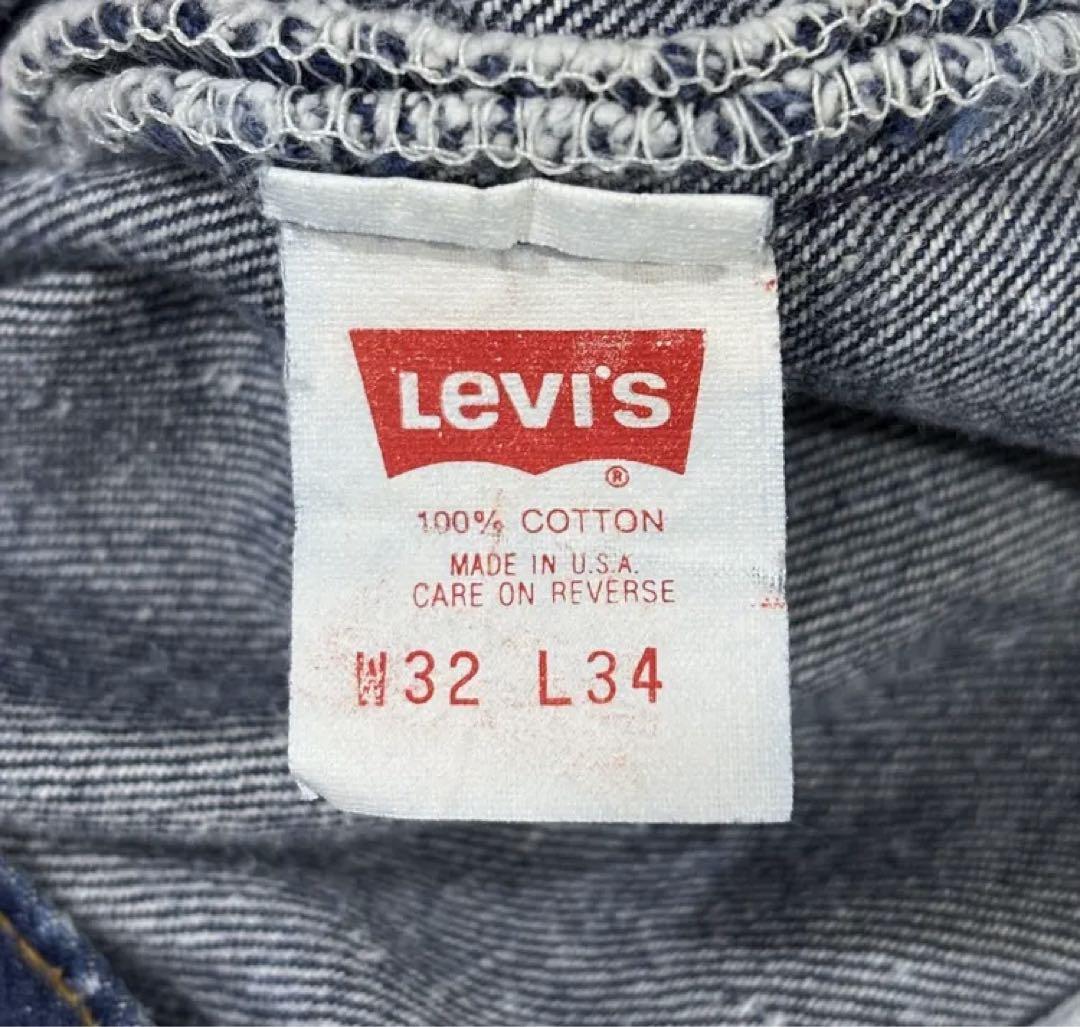 Levi's
®
100% COTTON
MADE IN U.S.A.
CARE ON REVERSE
W32 L34